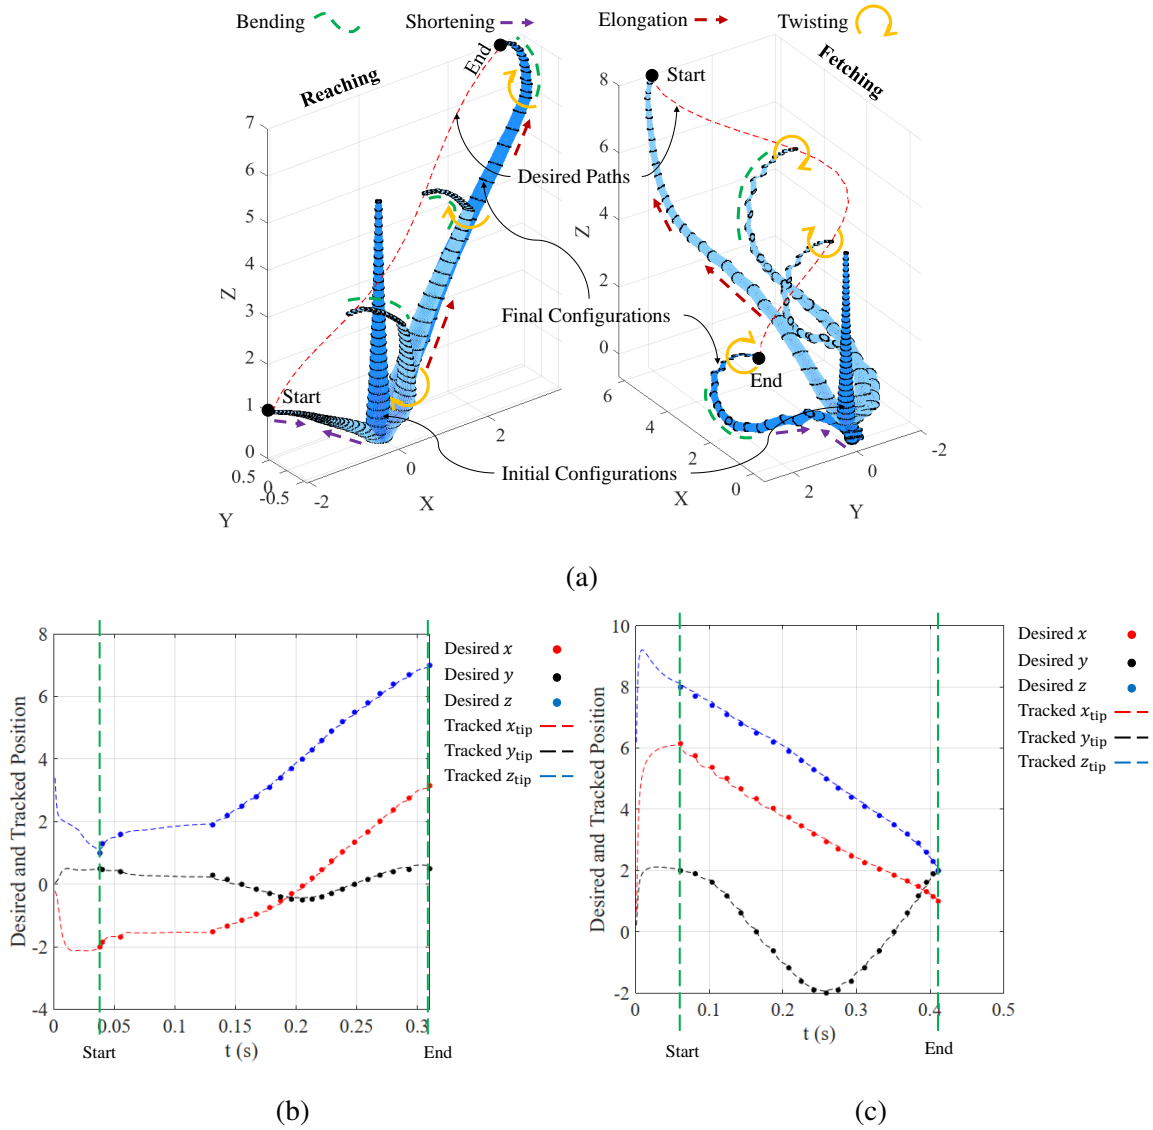 Bending
Shortening
Elongation
Twisting
Reaching
Fetching
End
Start
Desired Paths
Final Configurations
Start
End
Initial Configurations
7
6
5
4
3
2
1
0
Z
0.5
0
-0.5
Y
-2
0
2
X
8
6
4
2
0
Z
6
4
2
0
X
2
0
-2
Y
(a)
8
6
4
2
0
-2
-4
Desired and Tracked Position
0
0.05
0.1
0.15
0.2
0.25
0.3
t (s)
Start
End
Desired x
Desired y
Desired z
Tracked xtip
Tracked ytip
Tracked ztip
(b)
10
8
6
4
2
0
-2
Desired and Tracked Position
0
0.1
0.2
0.3
0.4
0.5
t (s)
Start
End
Desired x
Desired y
Desired z
Tracked xtip
Tracked ytip
Tracked ztip
(c)